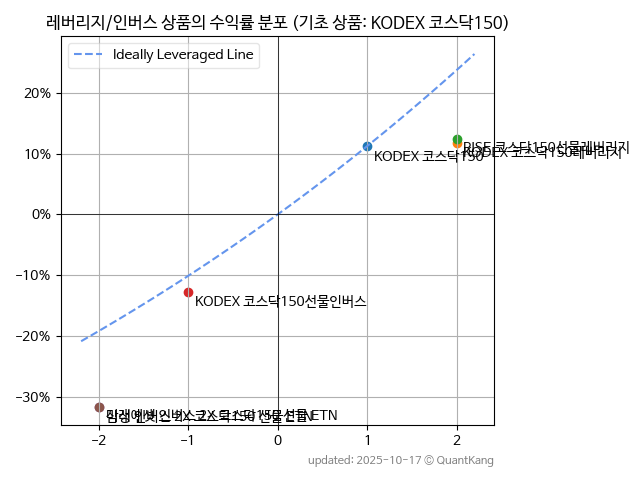 레버리지/인버스 상품의 수익률 분포 (기초 상품: KODEX 코스닥150)
Ideally Leveraged Line
20%
10%
0%
−10%
−20%
−30%
RISE 코스닥150선물레버리지
KODEX 코스닥150레버리지
KODEX 코스닥150
KODEX 코스닥150선물인버스
ETN
−2
−1
0
1
2
updated: 2025-10-17 © QuantKang